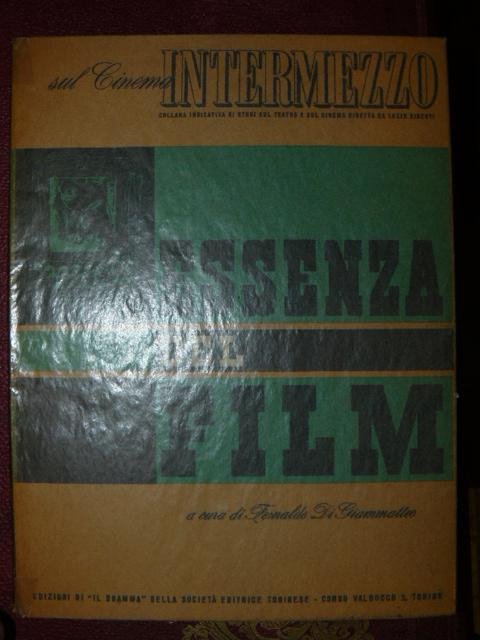 sul Cinema INTERMEZZO
COLLANA INDICATIVA DI STUDI SUL TEATRO E SUL CINEMA DIRETTA DA LUCIO RIDENTI
ESSENZA
DEL
FILM
a cura di Fernaldo Di Giammatteo
EDIZIONI DI "IL DRAMMA" DELLA SOCIETÀ EDITRICE TORINESE - CORSO VALDOCCO 2, TORINO